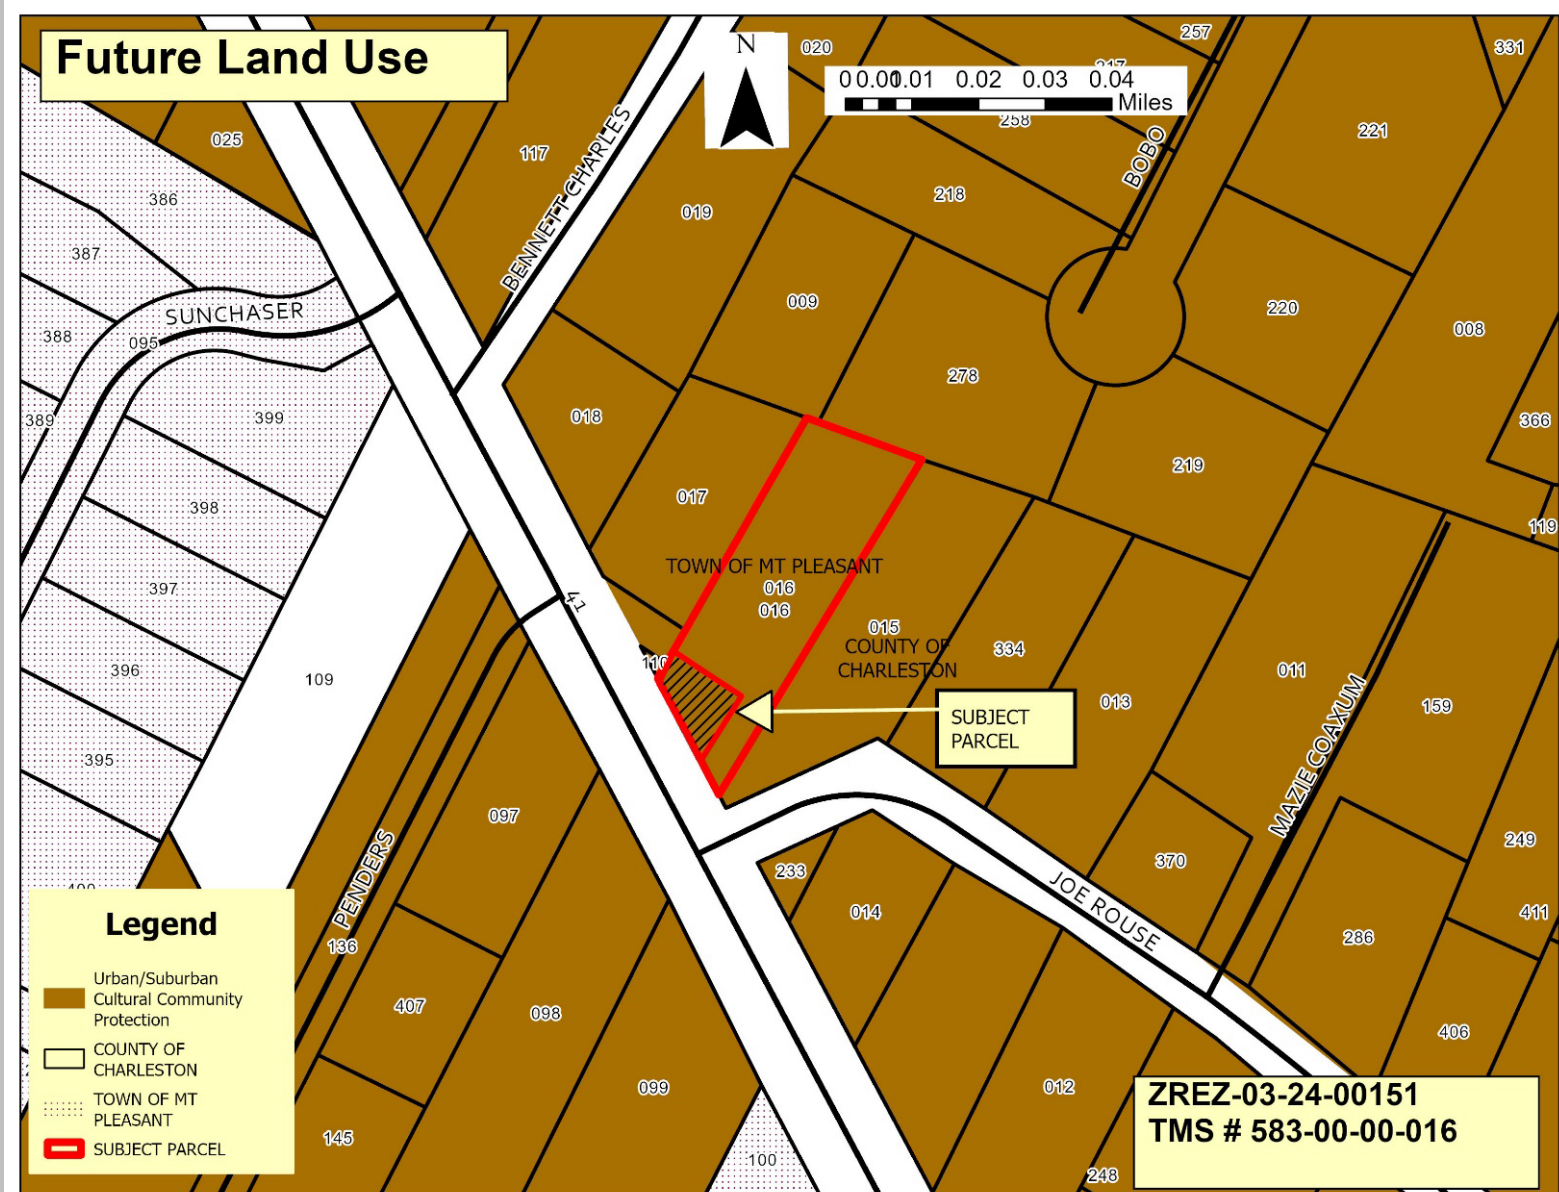 Future Land Use
N
0 0.00 0.01 0.02 0.03 0.04
Miles
020
257
217
331
258
025
117
BENNETT CHARLES
BOBO
221
386
019
218
387
SUNCHASER
009
220
008
388
095
278
389
399
018
366
398
017
219
119
TOWN OF MT PLEASANT
397
016
016
41
015
COUNTY OF
CHARLESTON
334
110
396
109
011
013
159
SUBJECT
PARCEL
MAZIE COAXUM
395
097
249
370
233
PENDERS
JOE ROUSE
014
411
136
286
407
098
406
099
012
145
100
248
Legend
Urban/Suburban
Cultural Community
Protection
COUNTY OF
CHARLESTON
TOWN OF MT
PLEASANT
SUBJECT PARCEL
ZREZ-03-24-00151
TMS # 583-00-00-016